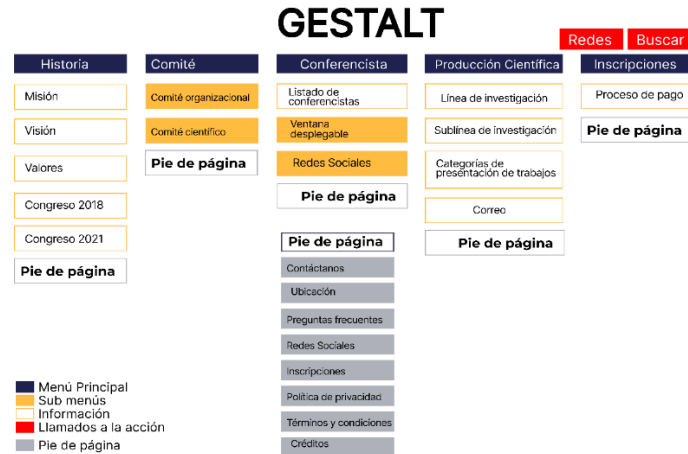 GESTALT
Redes
Buscar
Historía
Misión
Visión
Valores
Congreso 2018
Congreso 2021
Pie de página
Comité
Comité organizacional
Comité científico
Pie de página
Conferencista
Listado de
conferencistas
Ventana
desplegable
Redes Sociales
Pie de página
Producción Científica
Línea de investigación
Sublínea de investigación
Categorías de
presentación de trabajos
Correo
Pie de página
Inscripciones
Proceso de pago
Pie de página
Pie de página
Contáctanos
Ubicación
Preguntas frecuentes
Redes Sociales
Inscripciones
Política de privacidad
Términos y condiciones
Créditos
Menú Principal
Sub menús
Información
Llamados a la acción
Pie de página